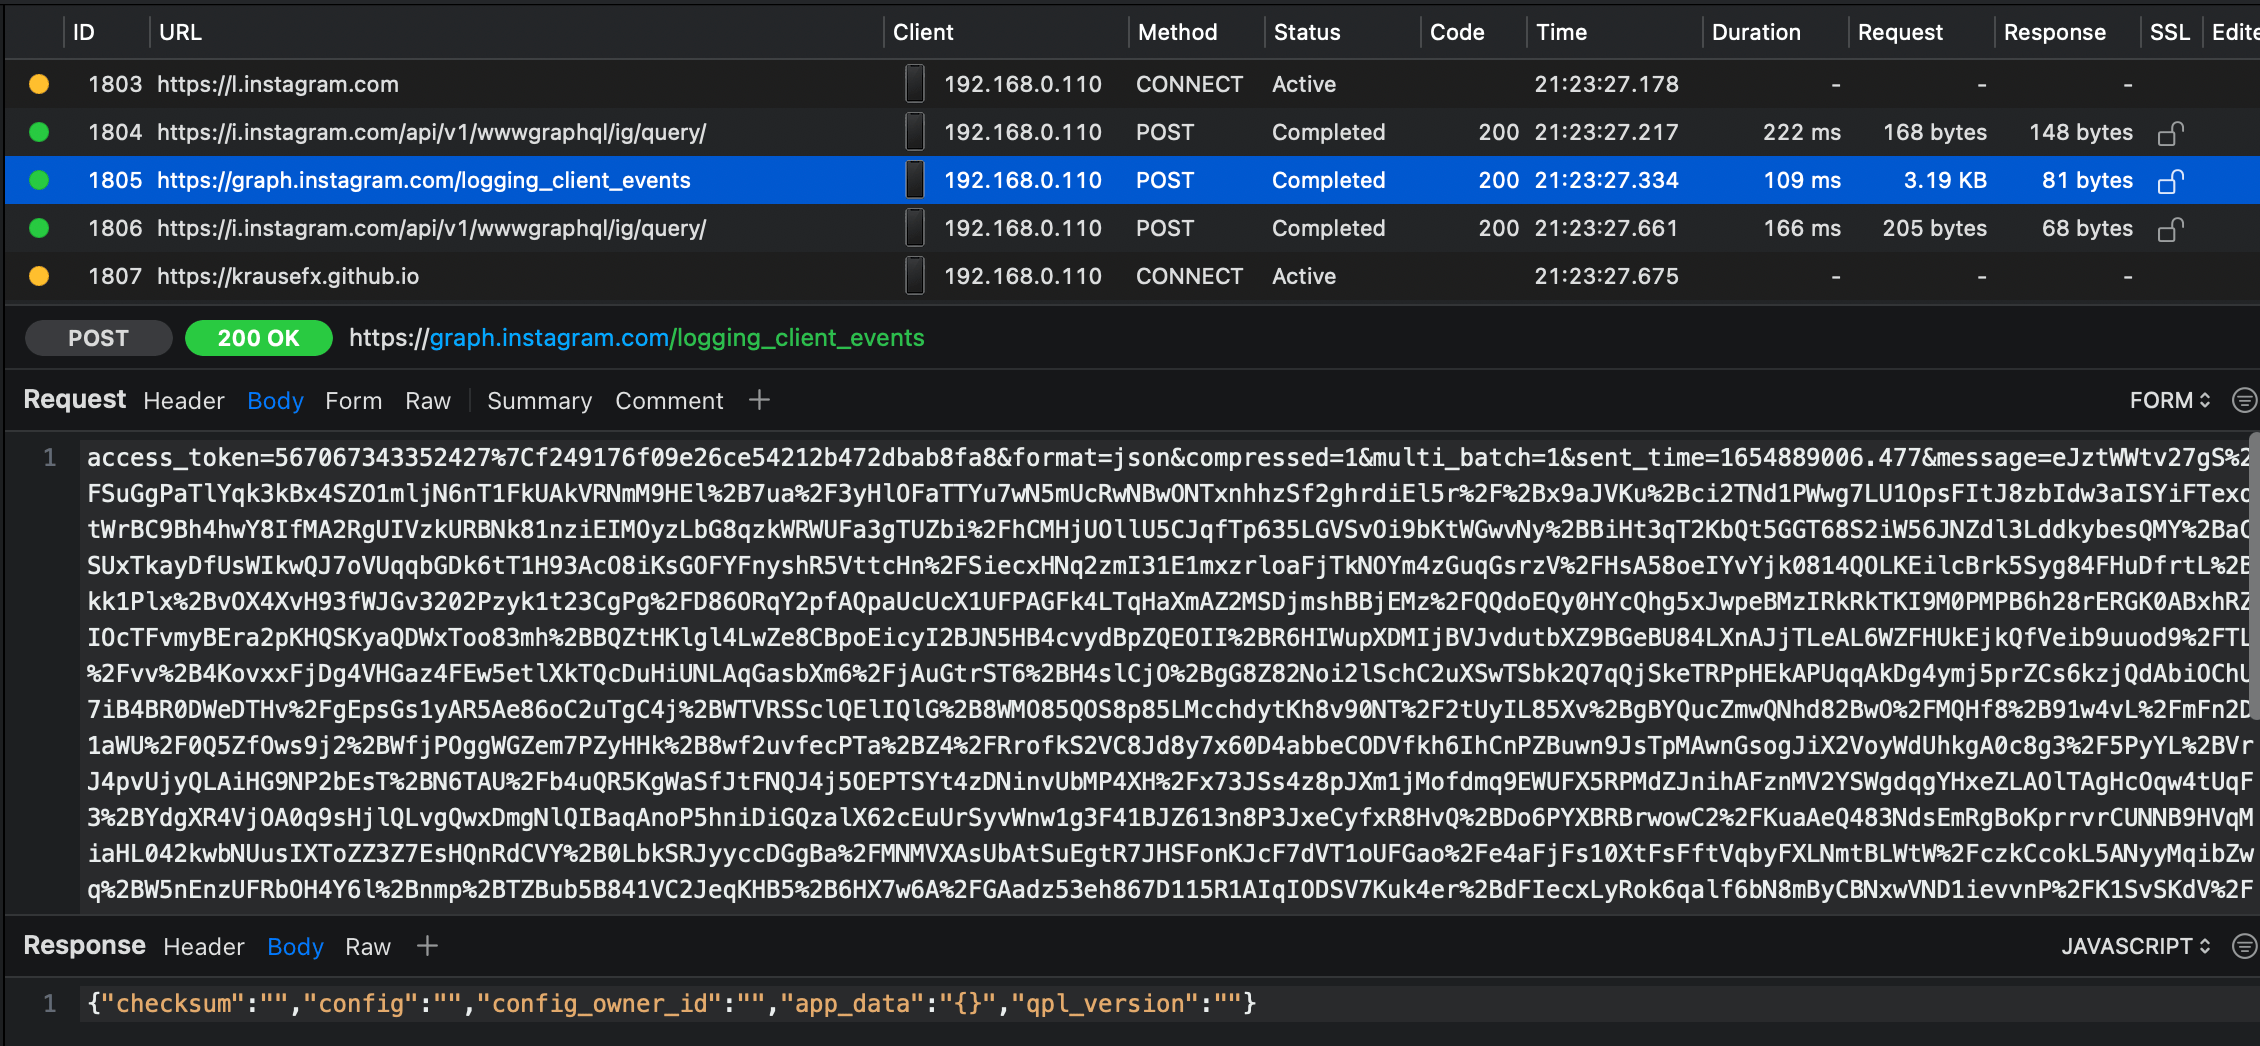 ID URL Client Method Status Code Time Duration Request Response SSL Edite
1803 https://l.instagram.com 192.168.0.110 CONNECT Active 21:23:27.178 - - -
1804 https://i.instagram.com/api/v1/wwwgraphql/ig/query/ 192.168.0.110 POST Completed 200 21:23:27.217 222 ms 168 bytes 148 bytes
1805 https://graph.instagram.com/logging_client_events 192.168.0.110 POST Completed 200 21:23:27.334 109 ms 3.19 KB 81 bytes
1806 https://i.instagram.com/api/v1/wwwgraphql/ig/query/ 192.168.0.110 POST Completed 200 21:23:27.661 166 ms 205 bytes 68 bytes
1807 https://krausefx.github.io 192.168.0.110 CONNECT Active 21:23:27.675 - - -
POST 200 OK https://graph.instagram.com/logging_client_events
Request Header Body Form Raw Summary Comment + FORM
1 access_token=567067343352427%7Cf249176f09e26ce54212b472dbab8fa8&format=json&compressed=1&multi_batch=1&sent_time=1654889006.477&message=eJztWWtv27gS%2
FSuGgPaTlYqk3kBx4SZO1mljN6nT1FkUAkVRNmM9HEl%2B7ua%2F3yHlOFaTTYu7wN5mUcRwNBwONTxnhhzSf2ghrdiEl5r%2F%2Bx9aJVKu%2Bci2TNd1PWwg7LU1OpsFItJ8zbIdw3aISYiFTexc
tWrBC9Bh4hwY8IfMA2RgUIVzkURBNk81nziEIMOyzLbG8qzkWRWUFa3gTUZbi%2FhCMHjUOllU5CJqfTp635LGVSvOi9bKtWGwvNy%2BBiHt3qT2KbQt5GGT68S2iW56JNZdl3LddkybesQMY%2BaC
SUxTkayDfUsWIkwQJ7oVUqqbGDk6tT1H93AcO8iKsGOFYFnyshR5VttcHn%2FSiecxHNq2zmI31E1mxzrloaFjTkNOYm4zGuqGsrzV%2FHsA58oeIYvYjk0814QOLKEilcBrk5Syg84FHuDfrtL%2B
kk1Plx%2BvOX4XvH93fWJGv3202Pzyk1t23CgPg%2FD86ORqY2pfAQpaUcUcX1UFPAGFk4LTqHaXmAZ2MSDjmshBBjEMz%2FQQdoEQy0HYcQhg5xJwpeBMzIRkRkTKI9M0PMPB6h28rERGK0ABxhRZ
IOcTFvmyBEra2pKHQSKyaQDWxToo83mh%2BBQZtHKlgl4LwZe8CBpoEicyI2BJN5HB4cvydBpZQEOII%2BR6HIWupXDMIjBVJvdutbXZ9BGeBU84LXnAJjTLeAL6WZFHUkEjkQfVeib9uuod9%2FTL
%2Fvv%2B4KovxxFjDg4VHGaz4FEw5etlXkTQcDuHiUNLAqGasbXm6%2FjAuGtrST6%2BH4slCjO%2BgG8Z82Noi2lSchC2uXSwTSbk2Q7qQjSkeTRPpHEkAPUqqAkDg4ymj5prZCs6kzjQdAbiOChU
7iB4BR0DWeDTHv%2FgEpsGs1yAR5Ae86oC2uTgC4j%2BWTVRSSclQElIQlG%2B8WMO85QOS8p85LMcchdytKh8v90NT%2F2tUyIL85Xv%2BgBYQucZmwQNhd82BwO%2FMQHf8%2B91w4vL%2FmFn2D
1aWU%2F0Q5ZfOws9j2%2BWfjPOggWGZem7PZyHHk%2B8wf2uvfecPTa%2BZ4%2FRrofkS2VC8Jd8y7x60D4abbeCODVfkh6IhCnPZBuwn9JsTpMAwnGsogJiX2VoyWdUhkgA0c8g3%2F5PyYL%2BVr
J4pvUjyQLAiHG9NP2bEsT%2BN6TAU%2Fb4uQR5KgWaSfJtFNQJ4j5OEPTSYt4zDNinvUbMP4XH%2Fx73JSs4z8pJXm1jMofdmq9EWUFX5RPMdZJnihAFznMV2YSWgdqgYHxeZLAOlTAgHcOqw4tUqF
3%2BYdgXR4VjOA0q9sHjlQLvgQwxDmgNlQIBaqAnoP5hniDiGQzalX62cEuUrSyvWnw1g3F41BJZ613n8P3JxeCyfxR8HvQ%2BDo6PYXBRBrwowC2%2FKuaAeQ483NdsEmRgBoKprrvrCUNNB9HVqM
iaHL042kwbNUusIXToZZ3Z7EsHQnRdCVY%2B0LbkSRJyyccDGgBa%2FMNMVXAsUbAtSuEgtR7JHSFonKJcF7dVT1oUFGao%2Fe4aFjFs10XtFsFftVqbyFXLNmtBLWtW%2FczkCcokL5ANyyMqibZw
q%2BW5nEnzUFRbOH4Y6l%2Bnmp%2BTZBub5B841VC2JeqKHB5%2B6HX7w6A%2FGAadz53eh867D115R1AIqIODSV7Kuk4er%2BdFIecxLyRok6qalf6bN8mByCBNxwVND1ievvnP%2FK1SvSKdV%2F
Response Header Body Raw + JAVASCRIPT
1 {"checksum":"","config":"","config_owner_id":"","app_data":"{}","qpl_version":""}